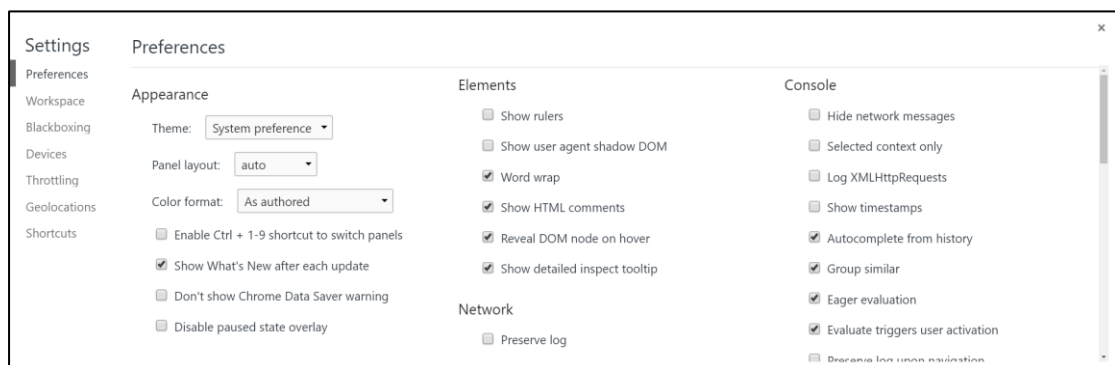 ×
Settings
Preferences
Workspace
Blackboxing
Devices
Throttling
Geolocations
Shortcuts
Preferences
Appearance
Theme: System preference
Panel layout: auto
Color format: As authored
Enable Ctrl + 1-9 shortcut to switch panels
Show What's New after each update
Don't show Chrome Data Saver warning
Disable paused state overlay
Elements
Show rulers
Show user agent shadow DOM
Word wrap
Show HTML comments
Reveal DOM node on hover
Show detailed inspect tooltip
Network
Preserve log
Console
Hide network messages
Selected context only
Log XMLHttpRequests
Show timestamps
Autocomplete from history
Group similar
Eager evaluation
Evaluate triggers user activation
Preserve log upon navigation